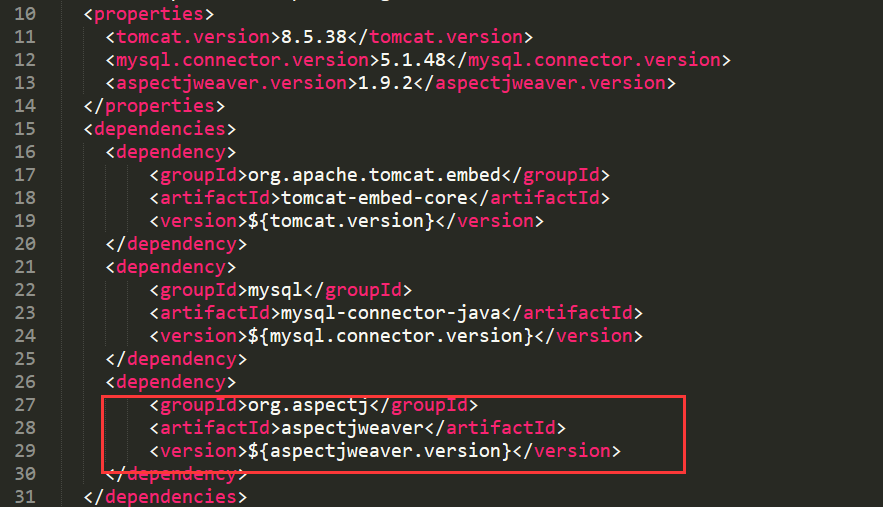 10 <properties>
11 <tomcat.version>8.5.38</tomcat.version>
12 <mysql.connector.version>5.1.48</mysql.connector.version>
13 <aspectjweaver.version>1.9.2</aspectjweaver.version>
14 </properties>
15 <dependencies>
16 <dependency>
17 <groupId>org.apache.tomcat.embed</groupId>
18 <artifactId>tomcat-embed-core</artifactId>
19 <version>${tomcat.version}</version>
20 </dependency>
21 <dependency>
22 <groupId>mysql</groupId>
23 <artifactId>mysql-connector-java</artifactId>
24 <version>${mysql.connector.version}</version>
25 </dependency>
26 <dependency>
27 <groupId>org.aspectj</groupId>
28 <artifactId>aspectjweaver</artifactId>
29 <version>${aspectjweaver.version}</version>
30 </dependency>
31 </dependencies>